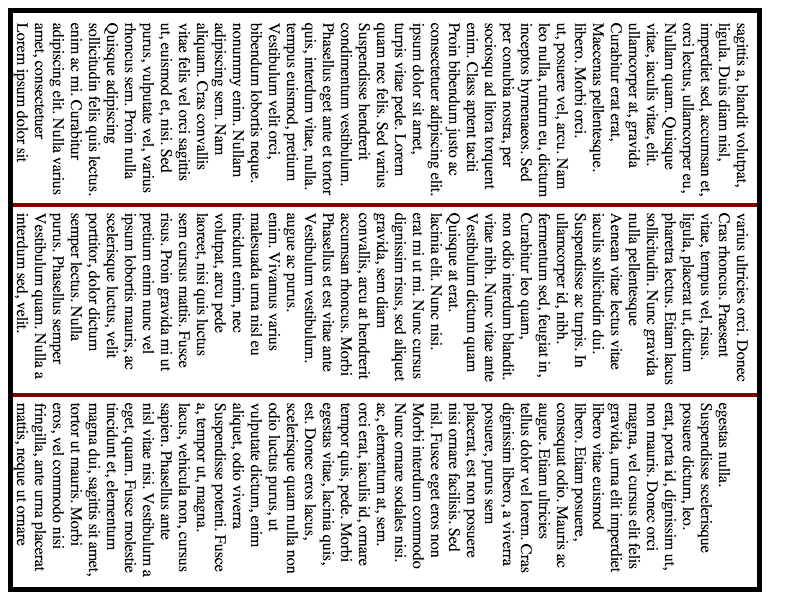 Lorem ipsum dolor sit
amet, consectetuer
adipiscing elit. Nulla varius
enim ac mi. Curabitur
sollicitudin felis quis lectus.
Quisque adipiscing
rhoncus sem. Proin nulla
purus, vulputate vel, varius
ut, euismod et, nisi. Sed
vitae felis vel orci sagittis
aliquam. Cras convallis
adipiscing sem. Nam
nonummy enim. Nullam
bibendum lobortis neque.
Vestibulum velit orci,
tempus euismod, pretium
quis, interdum vitae, nulla.
Phasellus eget ante et tortor
condimentum vestibulum.
Suspendisse hendrerit
quam nec felis. Sed varius
turpis vitae pede. Lorem
ipsum dolor sit amet,
consectetuer adipiscing elit.
Proin bibendum justo ac
enim. Class aptent taciti
sociosqu ad litora torquent
per conubia nostra, per
inceptos hymenaeos. Sed
leo nulla, rutrum eu, dictum
ut, posuere vel, arcu. Nam
libero. Morbi orci.
Maecenas pellentesque.
Curabitur erat erat,
ullamcorper at, gravida
vitae, iaculis vitae, elit.
Nullam quam. Quisque
orci lectus, ullamcorper eu,
imperdiet sed, accumsan et,
ligula. Duis diam nisl,
sagittis a, blandit volutpat,
interdum sed, velit.
Vestibulum quam. Nulla a
purus. Phasellus semper
semper lectus. Nulla
porttitor, dolor dictum
scelerisque luctus, velit
ipsum lobortis mauris, ac
pretium enim nunc vel
risus. Proin gravida mi ut
sem cursus mattis. Fusce
laoreet, nisi quis luctus
volutpat, arcu pede
tincidunt enim, nec
malesuada urna nisl eu
enim. Vivamus varius
augue ac purus.
Vestibulum vestibulum.
Phasellus et est vitae ante
accumsan rhoncus. Morbi
convallis, arcu at hendrerit
gravida, sem diam
dignissim risus, sed aliquet
erat mi ut mi. Nunc cursus
lacinia elit. Nunc nisi.
Quisque at erat.
Vestibulum dictum quam
vitae nibh. Nunc vitae ante
non odio interdum blandit.
Curabitur leo quam,
fermentum sed, feugiat in,
ullamcorper id, nibh.
Suspendisse ac turpis. In
iaculis sollicitudin dui.
Aenean vitae lectus vitae
nulla pellentesque
sollicitudin. Nunc gravida
pharetra lectus. Etiam lacus
ligula, placerat ut, dictum
vitae, tempus vel, risus.
Cras rhoncus. Praesent
varius ultricies orci. Donec
mattis, neque ut ornare
fringilla, ante urna placerat
eros, vel commodo nisi
tortor ut mauris. Morbi
magna dui, sagittis sit amet,
tincidunt et, elementum
eget, quam. Fusce molestie
nisl vitae nisi. Vestibulum a
sapien. Phasellus ante
lacus, vehicula non, cursus
a, tempor ut, magna.
Suspendisse potenti. Fusce
aliquet, odio viverra
vulputate dictum, enim
odio luctus purus, ut
scelerisque quam nulla non
est. Donec eros lacus,
egestas vitae, lacinia quis,
tempor quis, pede. Morbi
orci erat, iaculis id, ornare
ac, elementum at, sem.
Nunc ornare sodales nisi.
Morbi interdum commodo
nisl. Fusce eget eros non
nisi ornare facilisis. Sed
placerat, est non posuere
posuere, purus sem
dignissim libero, a viverra
tellus dolor vel lorem. Cras
augue. Etiam ultricies
consequat odio. Mauris ac
libero. Etiam posuere,
libero vitae euismod
gravida, urna elit imperdiet
magna, vel cursus elit felis
non mauris. Donec orci
erat, porta id, dignissim ut,
posuere dictum, leo.
Suspendisse scelerisque
egestas nulla.